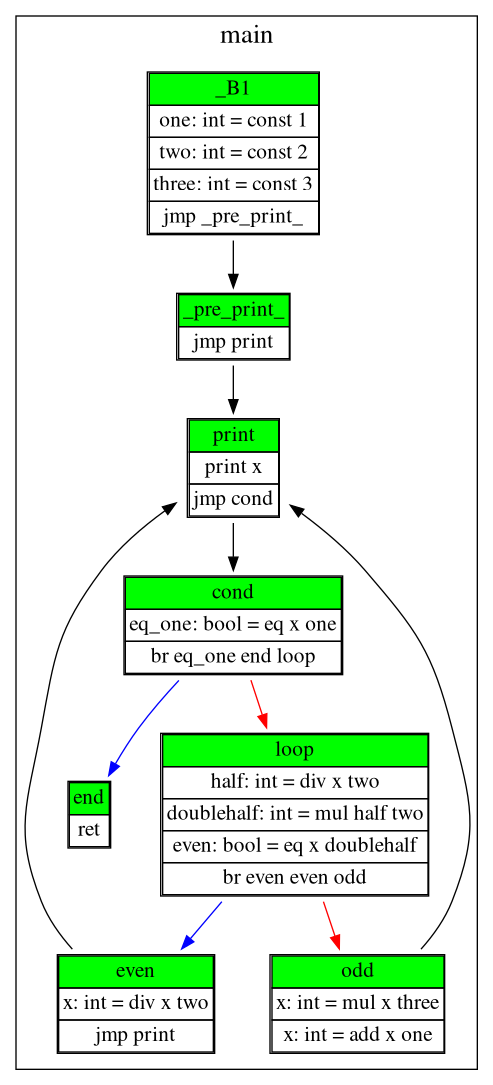 main
_B1
one: int = const 1
two: int = const 2
three: int = const 3
jmp _pre_print_
_pre_print_
jmp print
print
print x
jmp cond
cond
eq_one: bool = eq x one
br eq_one end loop
loop
half: int = div x two
doublehalf: int = mul half two
even: bool = eq x doublehalf
br even even odd
end
ret
even
x: int = div x two
jmp print
odd
x: int = mul x three
x: int = add x one